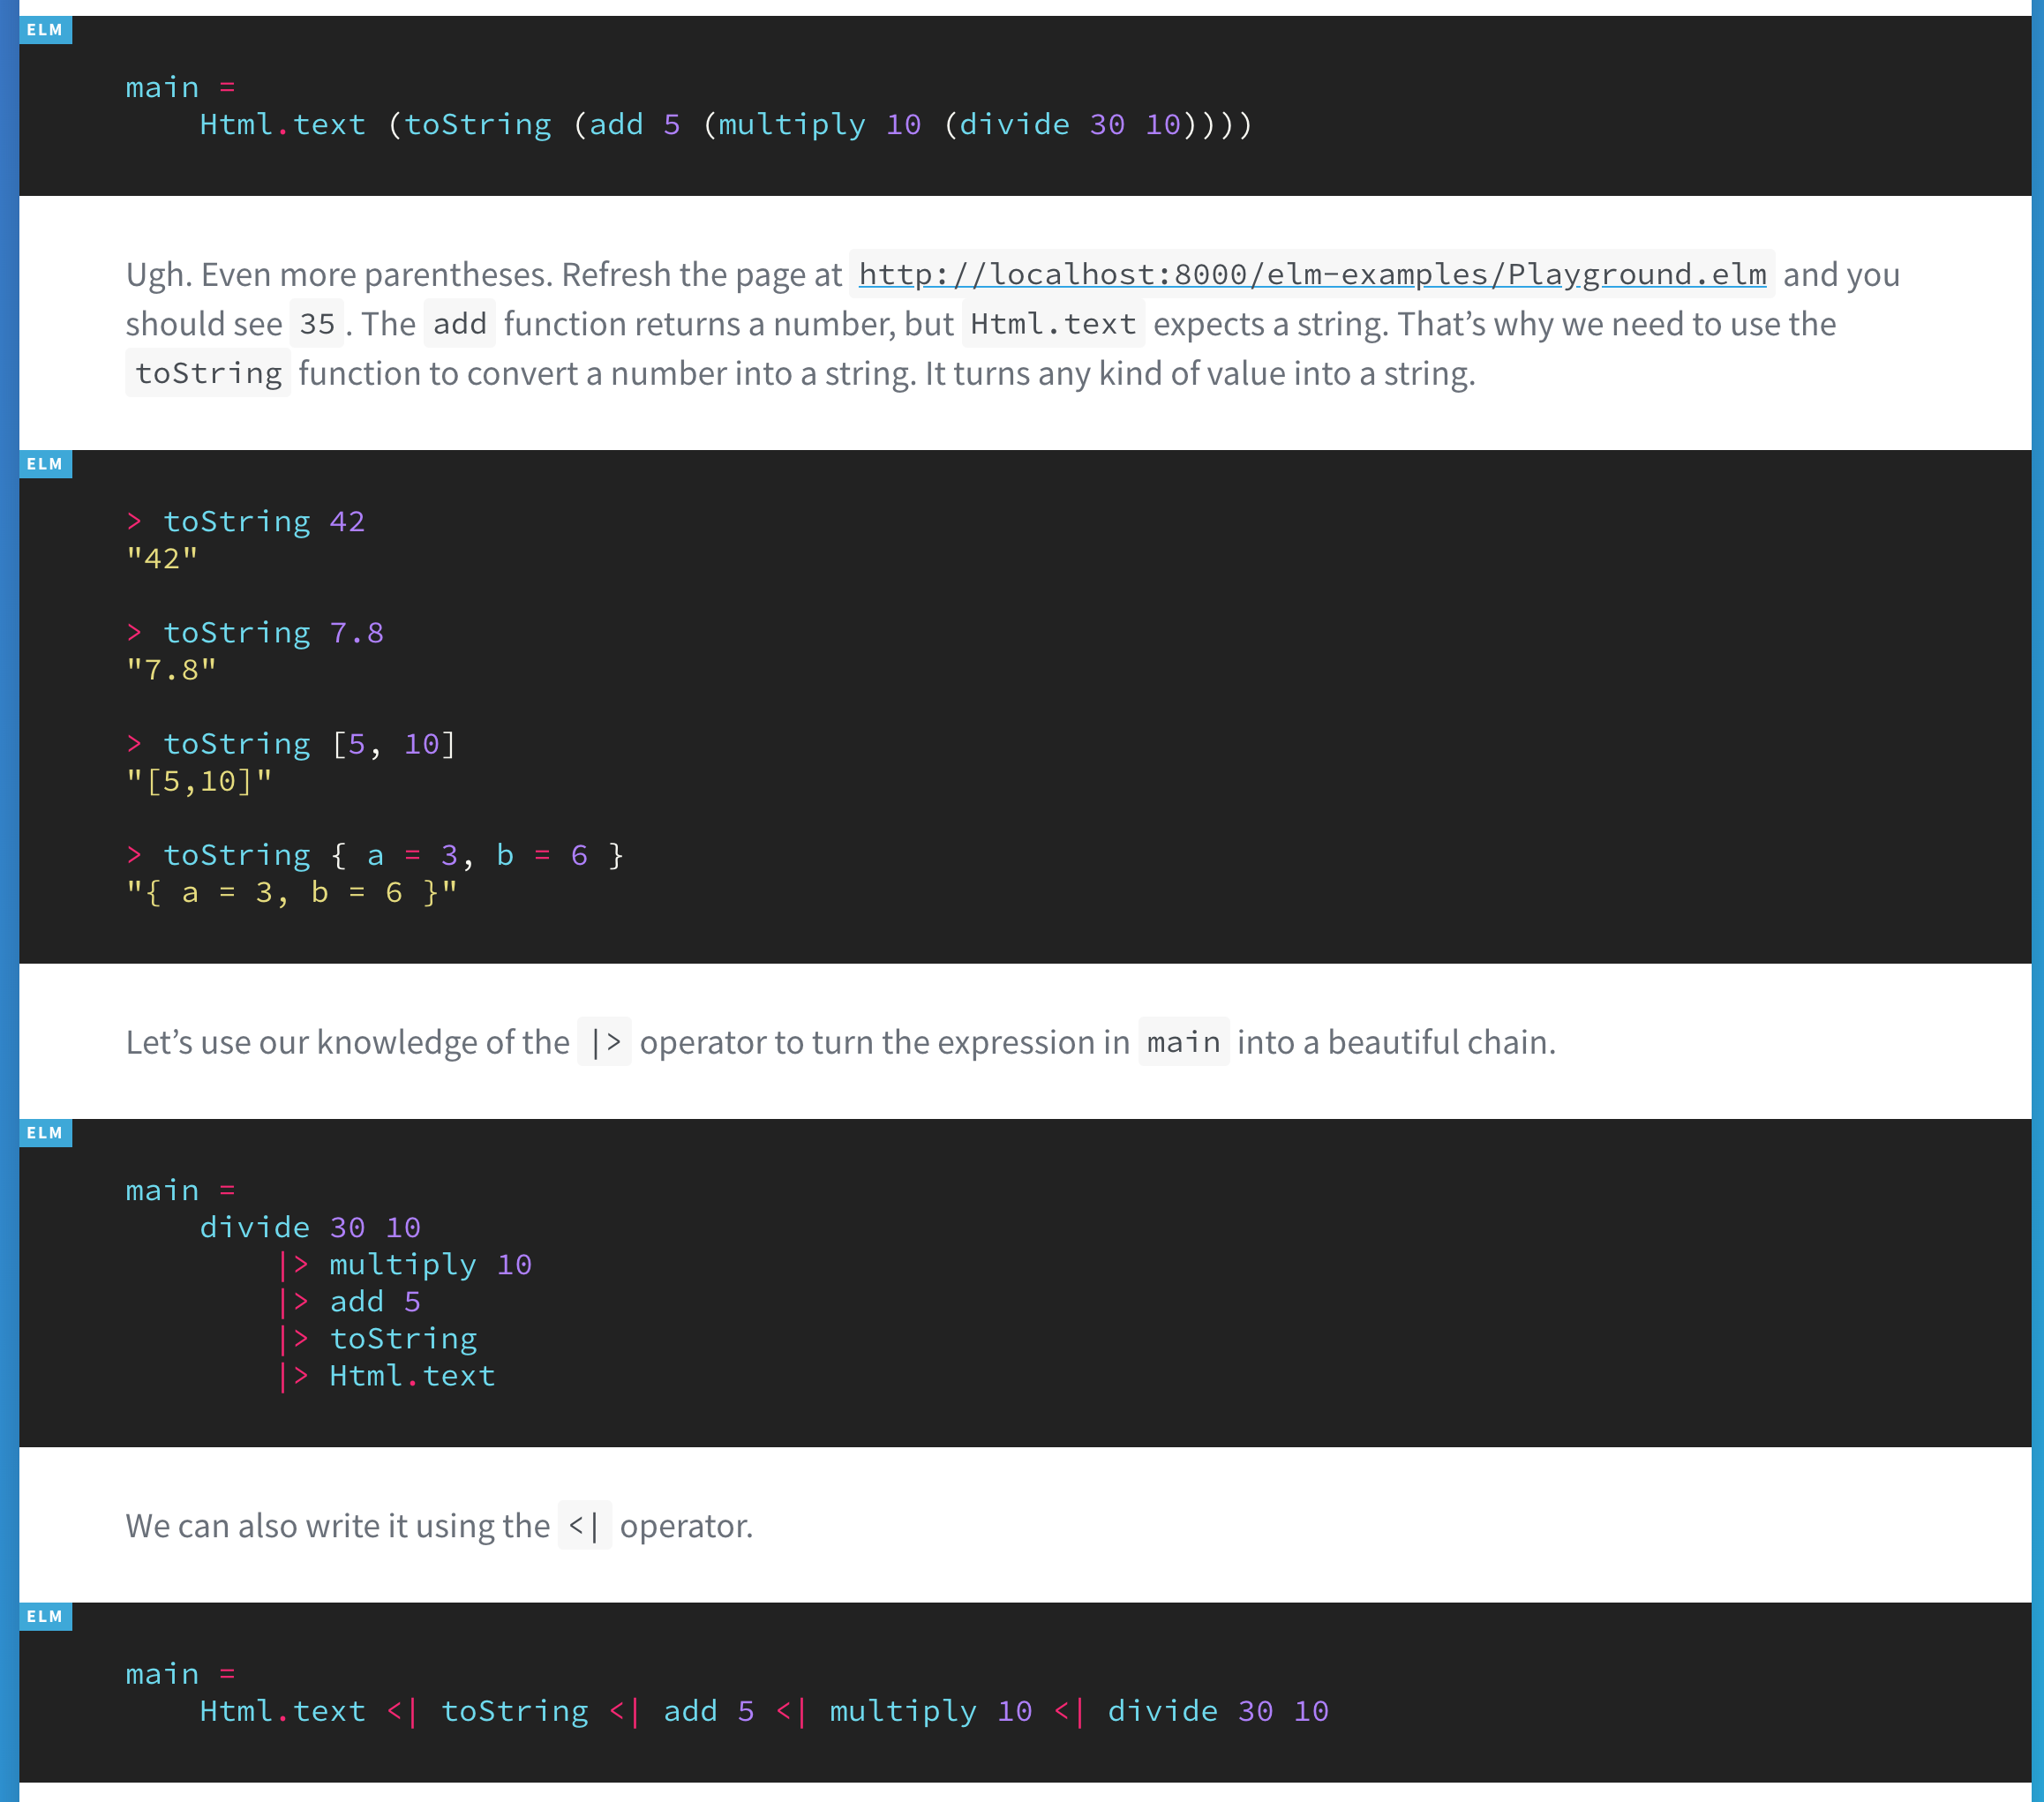 ELM
main =
    Html.text (toString (add 5 (multiply 10 (divide 30 10))))
Ugh. Even more parentheses. Refresh the page at http://localhost:8000/elm-examples/Playground.elm and you
should see 35. The add function returns a number, but Html.text expects a string. That’s why we need to use the
toString function to convert a number into a string. It turns any kind of value into a string.
ELM
> toString 42
"42"
> toString 7.8
"7.8"
> toString [5, 10]
"[5,10]"
> toString { a = 3, b = 6 }
"{ a = 3, b = 6 }"
Let’s use our knowledge of the |> operator to turn the expression in main into a beautiful chain.
ELM
main =
    divide 30 10
        |> multiply 10
        |> add 5
        |> toString
        |> Html.text
We can also write it using the <| operator.
ELM
main =
    Html.text <| toString <| add 5 <| multiply 10 <| divide 30 10